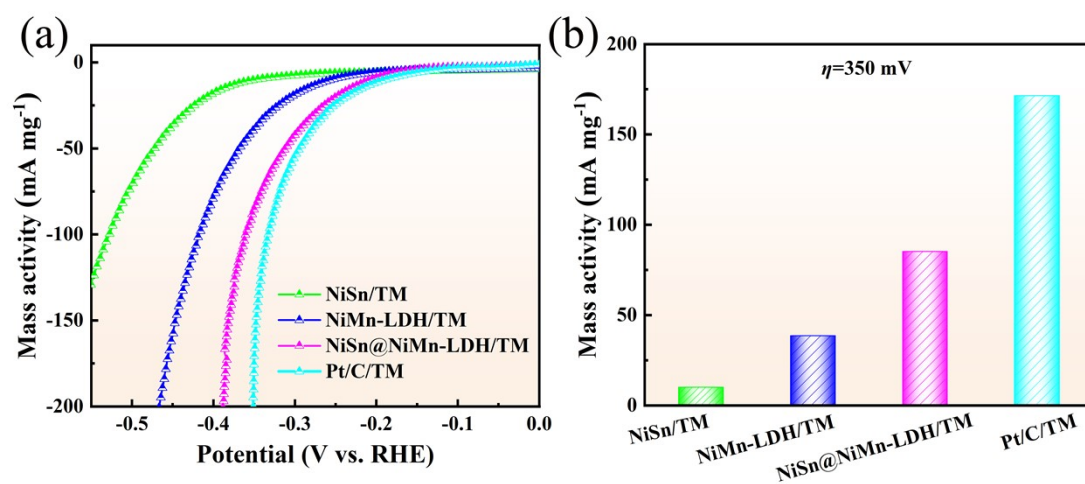 (a)
Mass activity (mA mg⁻¹)
0
-50
-100
-150
-200
NiSn/TM
NiMn-LDH/TM
NiSn@NiMn-LDH/TM
Pt/C/TM
-0.5
-0.4
-0.3
-0.2
-0.1
0.0
Potential (V vs. RHE)
(b)
Mass activity (mA mg⁻¹)
200
150
100
50
0
η=350 mV
NiSn/TM
NiMn-LDH/TM
NiSn@NiMn-LDH/TM
Pt/C/TM